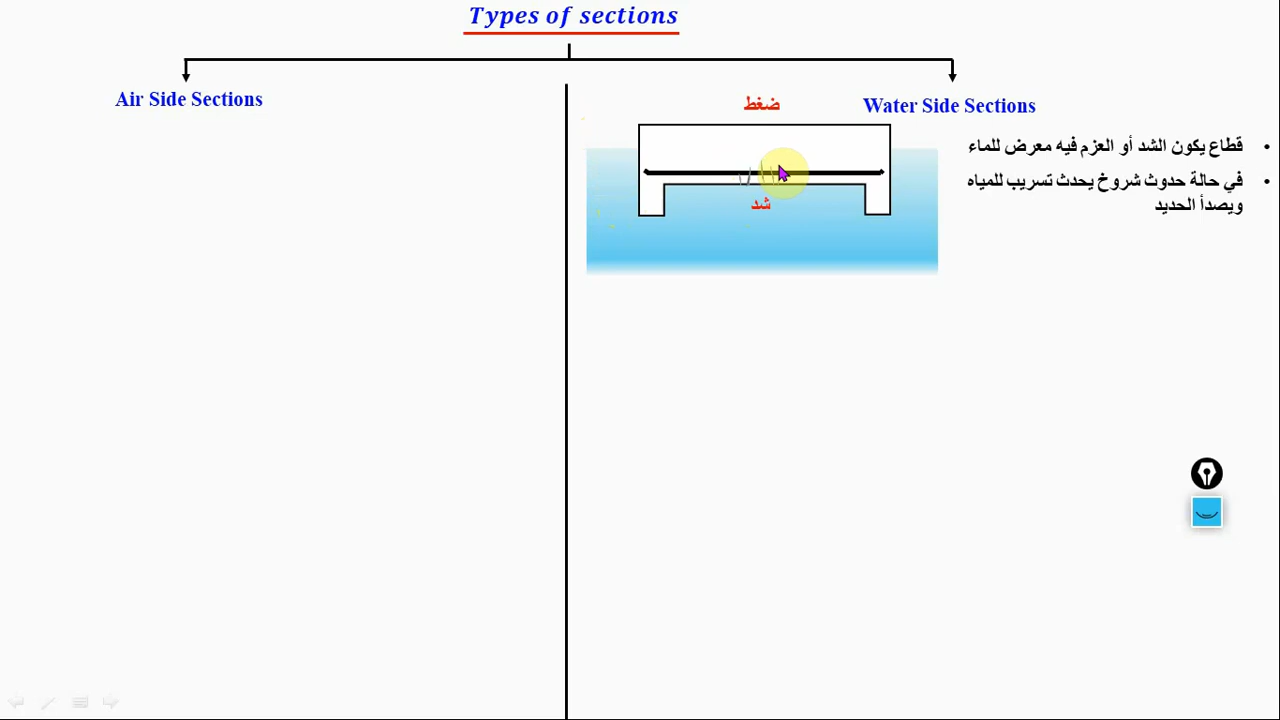 Types of sections
Air Side Sections
Water Side Sections
ضغط
شد
• قطاع يكون الشد أو العزم فيه معرض للماء
• في حالة حدوث شروخ يحدث تسريب للمياه
ويصدأ الحديد